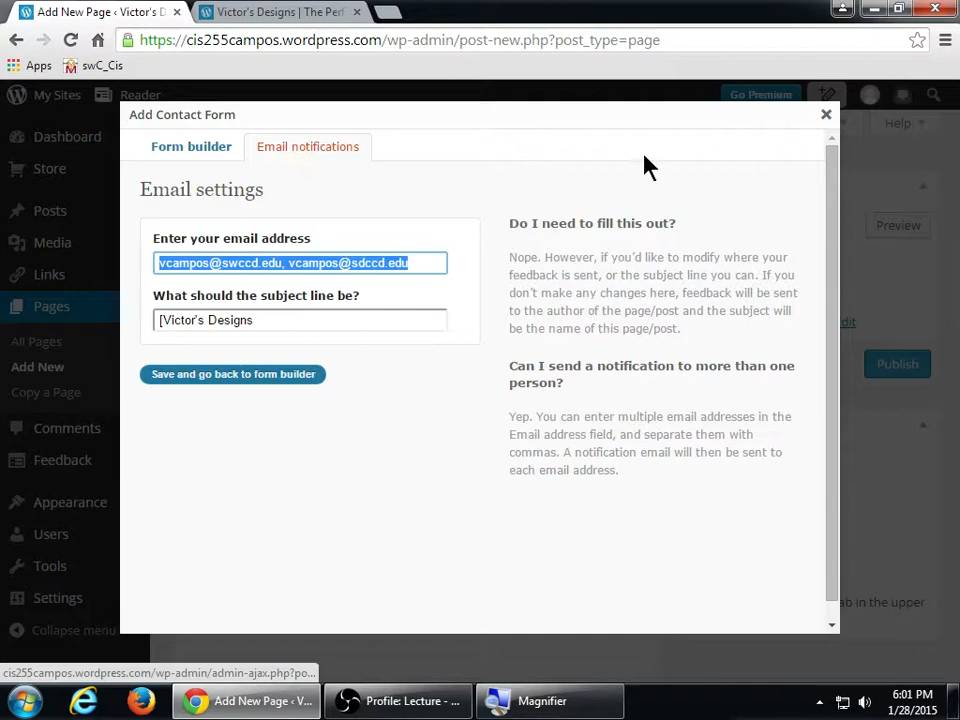 Add New Page ‹ Victor's D
Victor's Designs | The Perf
https://cis255campos.wordpress.com/wp-admin/post-new.php?post_type=page
Apps
swC_Cis
My Sites
Reader
Go Premium
Add Contact Form
Help
Dashboard
Form builder
Email notifications
Store
Email settings
Posts
Do I need to fill this out?
Preview
Enter your email address
Media
vcampos@swccd.edu, vcampos@sdccd.edu
Nope. However, if you'd like to modify where your
feedback is sent, or the subject line you can. If you
don't make any changes here, feedback will be sent
to the author of the page/post and the subject will
be the name of this page/post.
Links
What should the subject line be?
Pages
[Victor's Designs
dit
All Pages
Add New
Save and go back to form builder
Can I send a notification to more than one
person?
Publish
Copy a Page
Yep. You can enter multiple email addresses in the
Email address field, and separate them with
commas. A notification email will then be sent to
each email address.
Comments
Feedback
Appearance
Users
Tools
Settings
ab in the upper
Collapse menu
cis255campos.wordpress.com/wp-admin/admin-ajax.php?po...
Add New Page ‹ V...
Profile: Lecture - ...
Magnifier
6:01 PM
1/28/2015